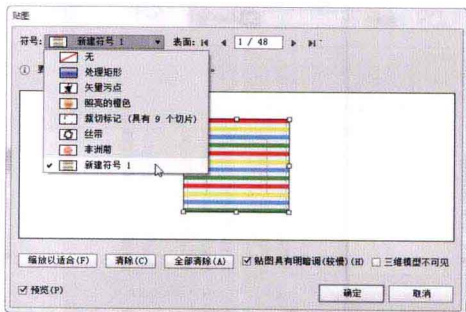 贴图
符号: 新建符号 1 表面: 1 / 48
无
处理矩形
矢量污点
照亮的橙色
裁切标记 (具有 9 个切片)
丝带
非洲菊
新建符号 1
缩放以适合(F) 清除(C) 全部清除(A) 贴图具有明暗调(较慢)(H) 三维模型不可见
预览(P) 确定 取消